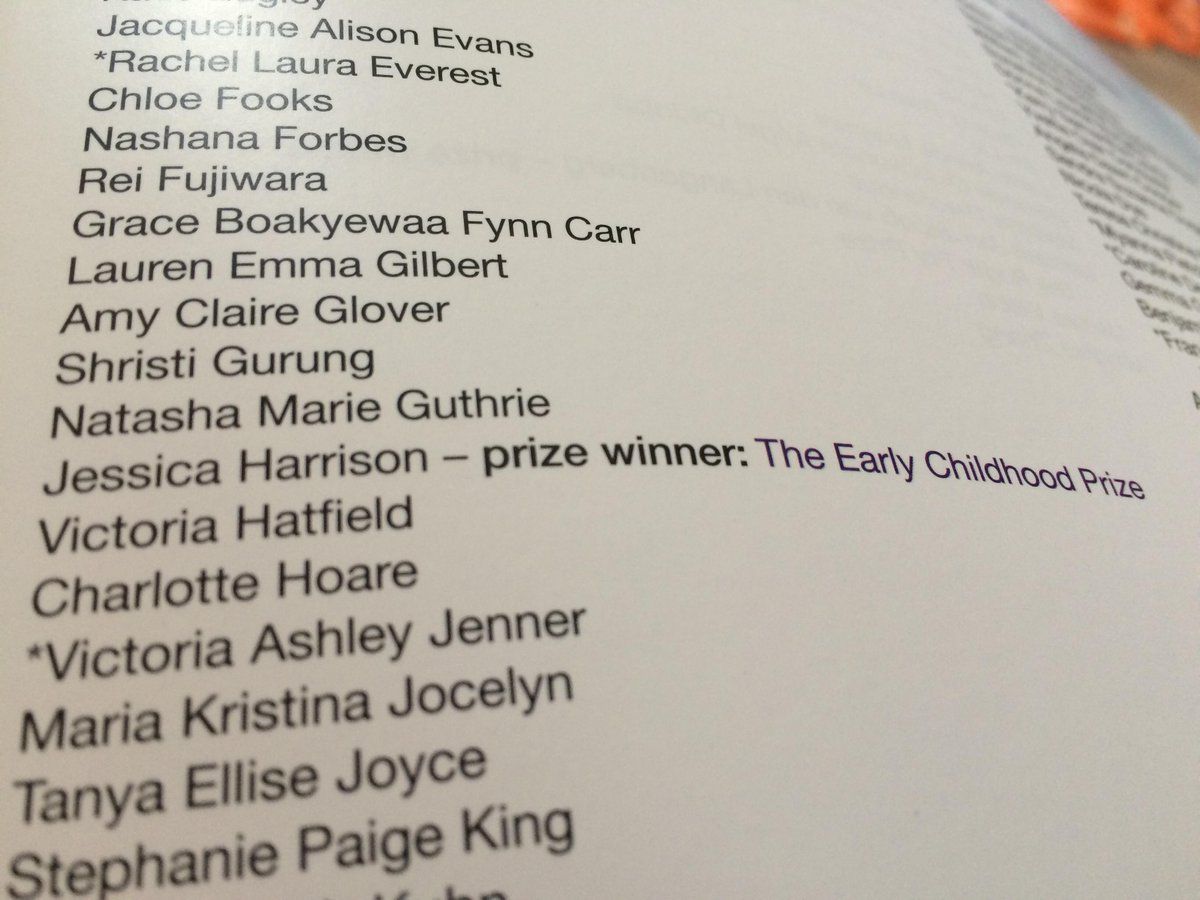 Jacqueline Alison Evans
*Rachel Laura Everest
Chloe Fooks
Nashana Forbes
Rei Fujiwara
Grace Boakyewaa Fynn Carr
Lauren Emma Gilbert
Amy Claire Glover
Shristi Gurung
Natasha Marie Guthrie
Jessica Harrison – prize winner: The Early Childhood Prize
Victoria Hatfield
Charlotte Hoare
*Victoria Ashley Jenner
Maria Kristina Jocelyn
Tanya Ellise Joyce
Stephanie Paige King